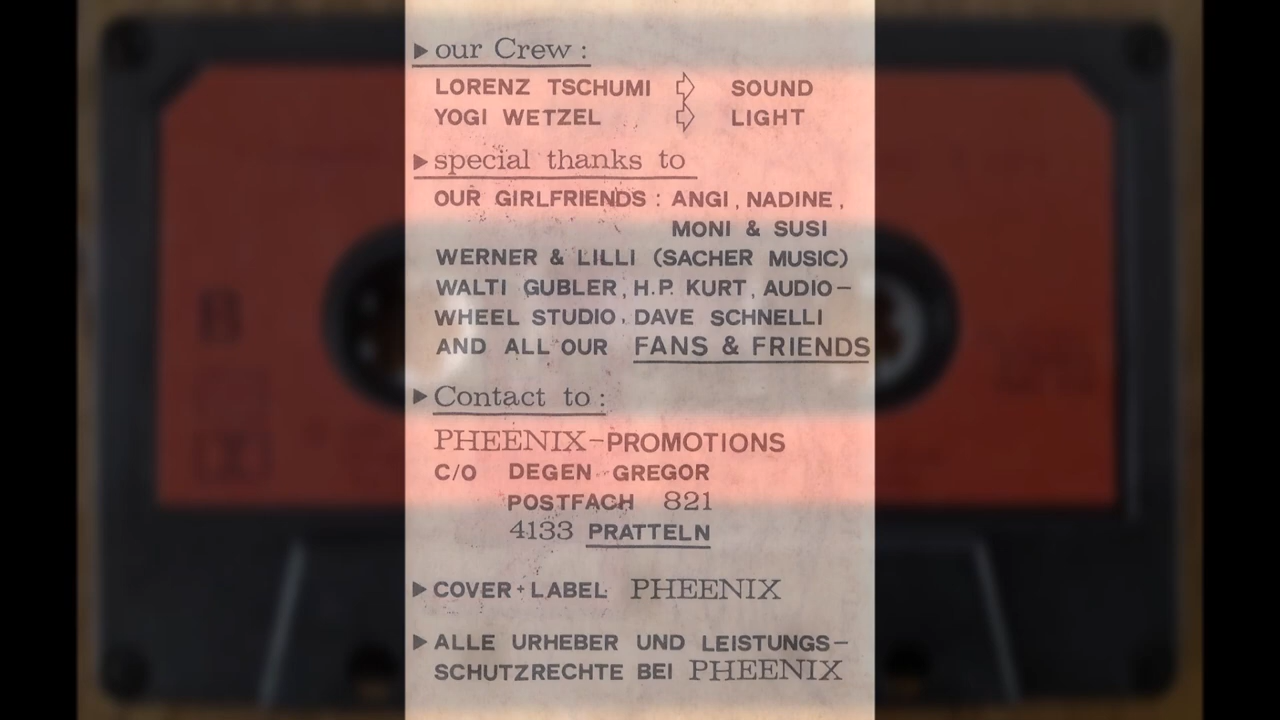 ▶ our Crew :
LORENZ TSCHUMI ⇨ SOUND
YOGI WETZEL ⇨ LIGHT
▶ special thanks to
OUR GIRLFRIENDS : ANGI, NADINE,
MONI & SUSI
WERNER & LILLI (SACHER MUSIC)
WALTI GUBLER, H.P. KURT, AUDIO-
WHEEL STUDIO, DAVE SCHNELLI
AND ALL OUR FANS & FRIENDS
▶ Contact to :
PHEENIX-PROMOTIONS
C/O DEGEN GREGOR
POSTFACH 821
4133 PRATTELN
▶ COVER + LABEL PHEENIX
▶ ALLE URHEBER UND LEISTUNGS-
SCHUTZRECHTE BEI PHEENIX
B